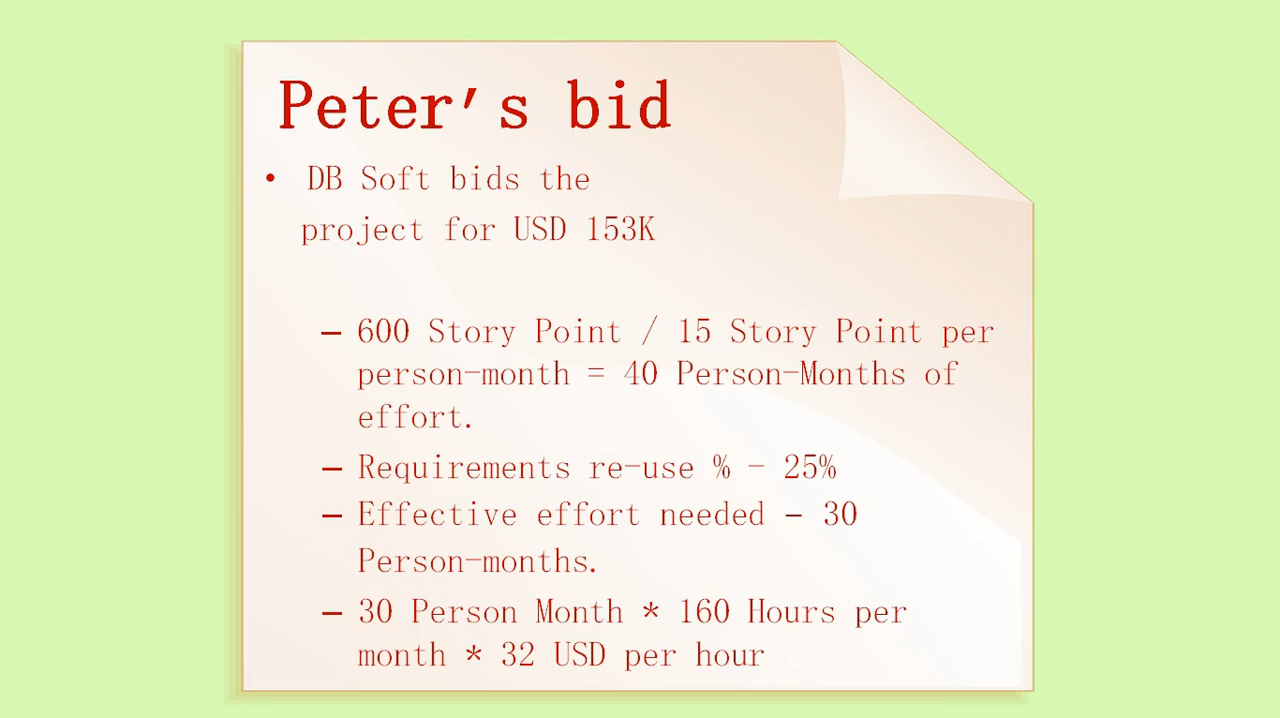 Peter's bid
• DB Soft bids the
project for USD 153K
– 600 Story Point / 15 Story Point per
person-month = 40 Person-Months of
effort.
– Requirements re-use % - 25%
– Effective effort needed – 30
Person-months.
– 30 Person Month * 160 Hours per
month * 32 USD per hour